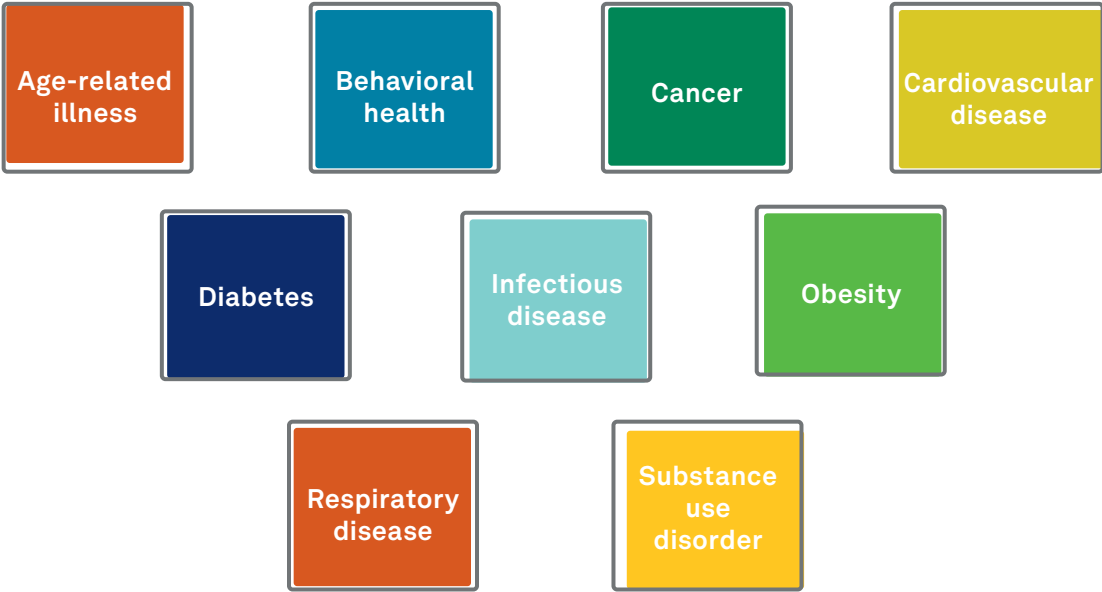 Age-related
illness
Behavioral
health
Cancer
Cardiovascular
disease
Diabetes
Infectious
disease
Obesity
Respiratory
disease
Substance
use
disorder